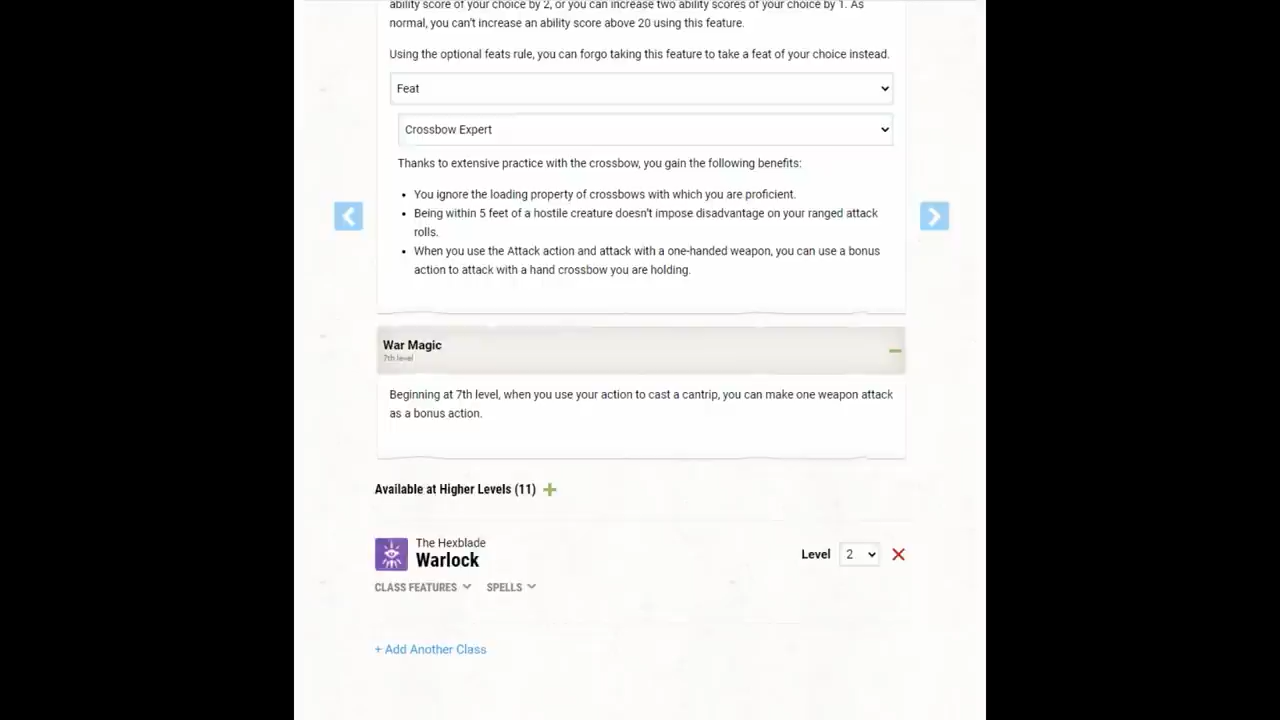 ability score of your choice by 2, or you can increase two ability scores of your choice by 1. As
normal, you can't increase an ability score above 20 using this feature.
Using the optional feats rule, you can forgo taking this feature to take a feat of your choice instead.
Feat
Crossbow Expert
Thanks to extensive practice with the crossbow, you gain the following benefits:
• You ignore the loading property of crossbows with which you are proficient.
• Being within 5 feet of a hostile creature doesn't impose disadvantage on your ranged attack
rolls.
• When you use the Attack action and attack with a one-handed weapon, you can use a bonus
action to attack with a hand crossbow you are holding.
War Magic
7th level
Beginning at 7th level, when you use your action to cast a cantrip, you can make one weapon attack
as a bonus action.
Available at Higher Levels (11)
The Hexblade
Warlock
Level 2
CLASS FEATURES SPELLS
+ Add Another Class